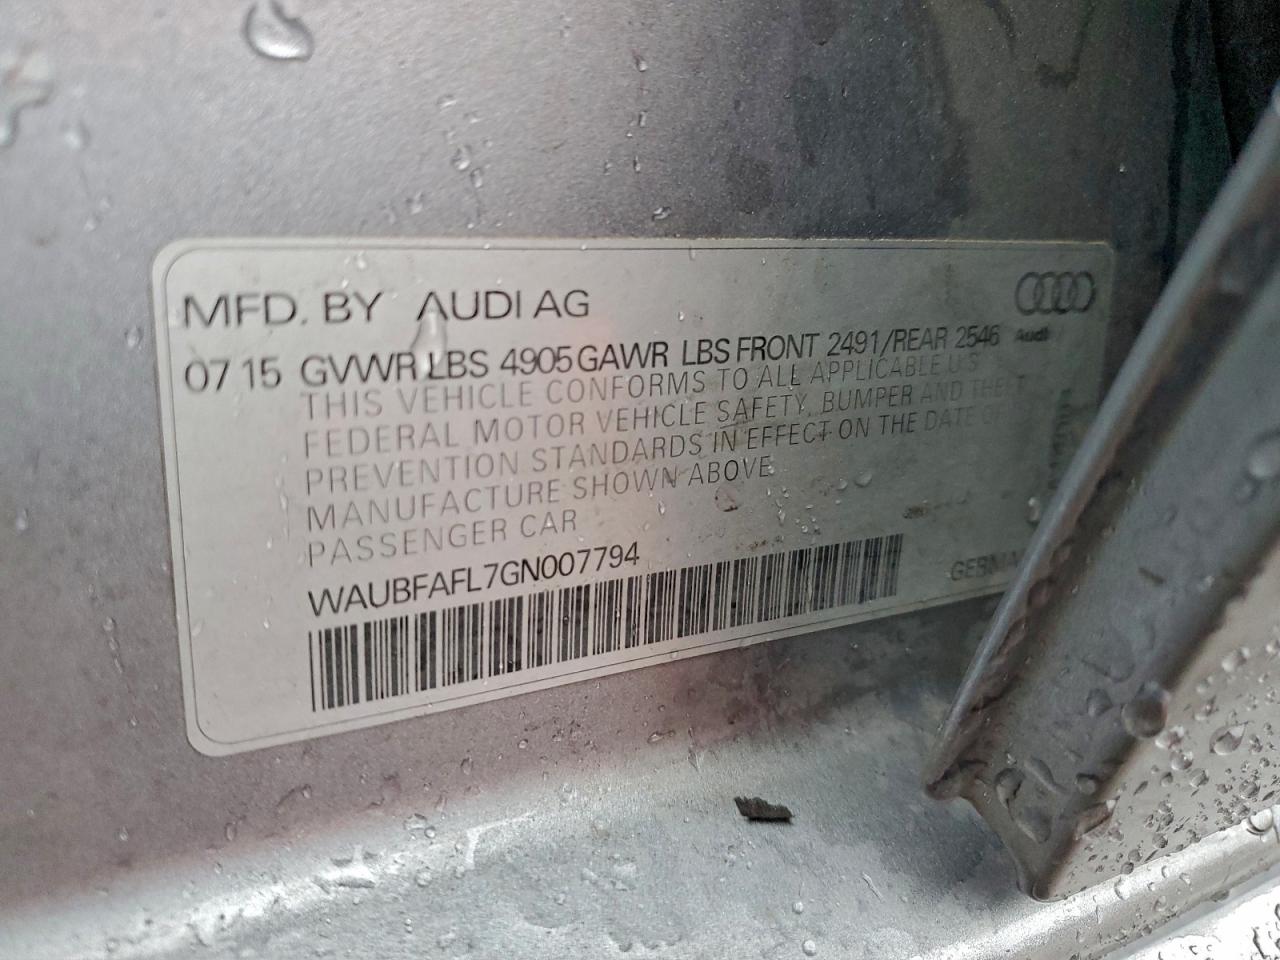 MFD. BY AUDI AG
Audi
07 15 GVWR LBS 4905 GAWR LBS FRONT 2491/REAR 2546
THIS VEHICLE CONFORMS TO ALL APPLICABLE U.S
FEDERAL MOTOR VEHICLE SAFETY, BUMPER AND THEFT
PREVENTION STANDARDS IN EFFECT ON THE DATE OF
MANUFACTURE SHOWN ABOVE
PASSENGER CAR
WAUBFAFL7GN007794